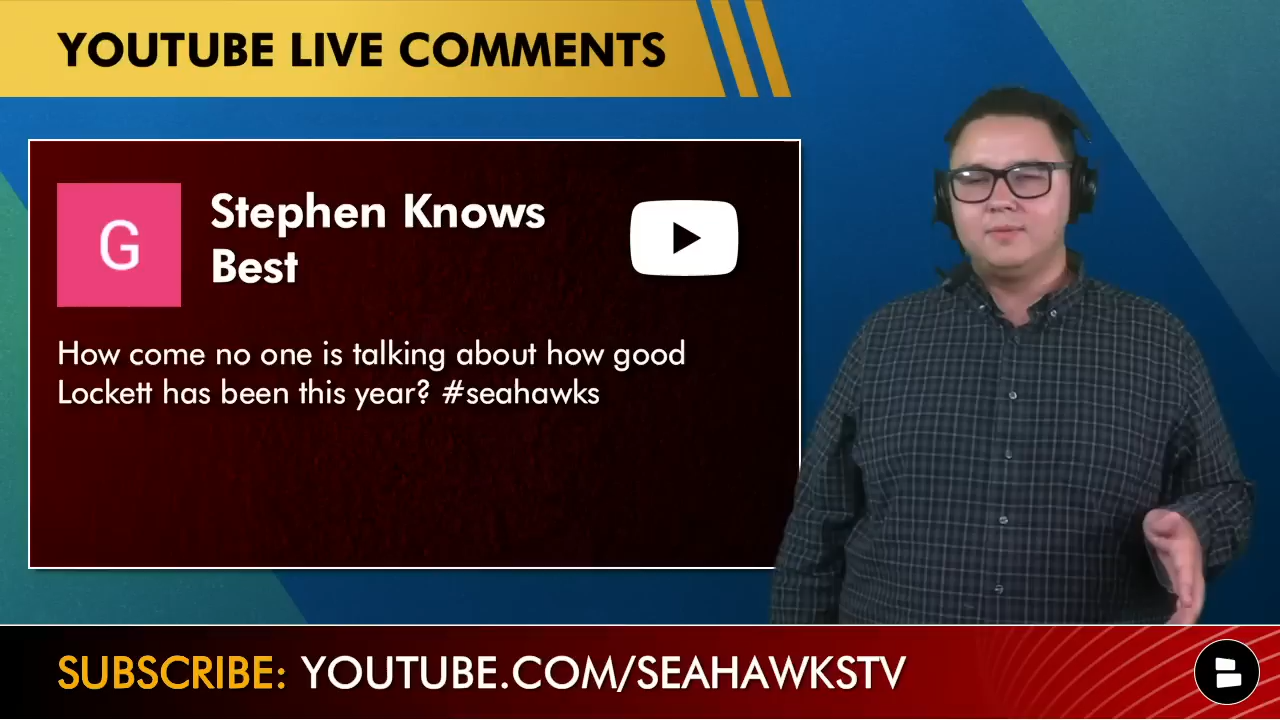 YOUTUBE LIVE COMMENTS
G
Stephen Knows
Best
How come no one is talking about how good
Lockett has been this year? #seahawks
SUBSCRIBE: YOUTUBE.COM/SEAHAWKSTV